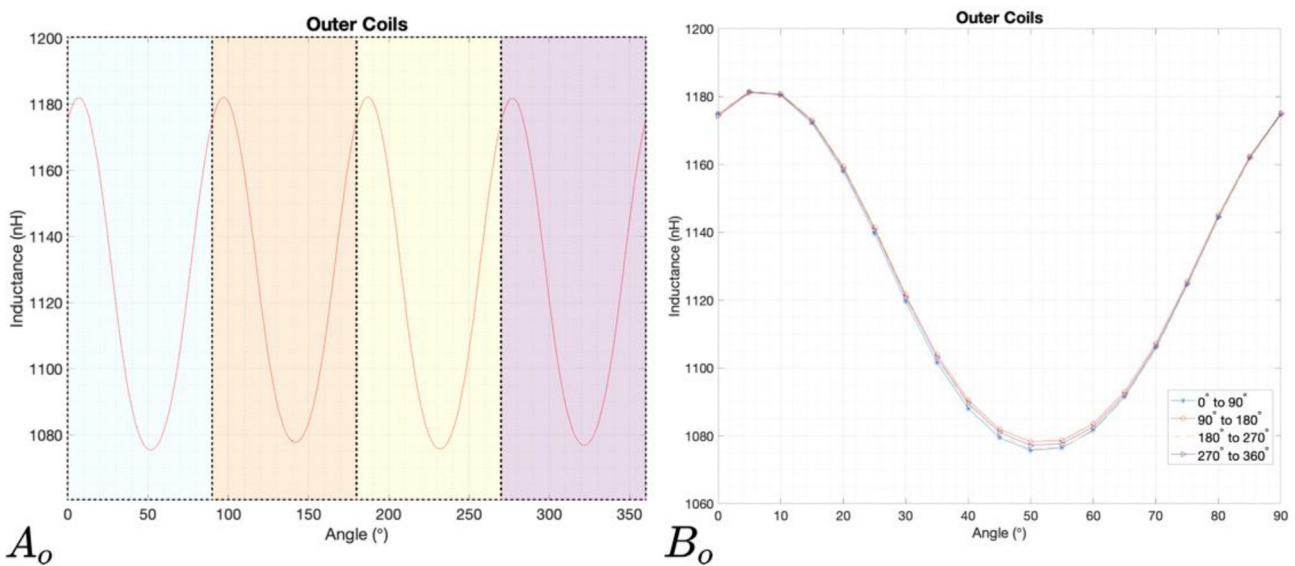 Outer Coils
1200
1180
1160
1140
1120
1100
1080
Inductance (nH)
0 50 100 150 200 250 300 350
Angle (°)
A₀
Outer Coils
1200
1180
1160
1140
1120
1100
1080
1060
Inductance (nH)
0° to 90°
90° to 180°
180° to 270°
270° to 360°
0 10 20 30 40 50 60 70 80 90
Angle (°)
B₀